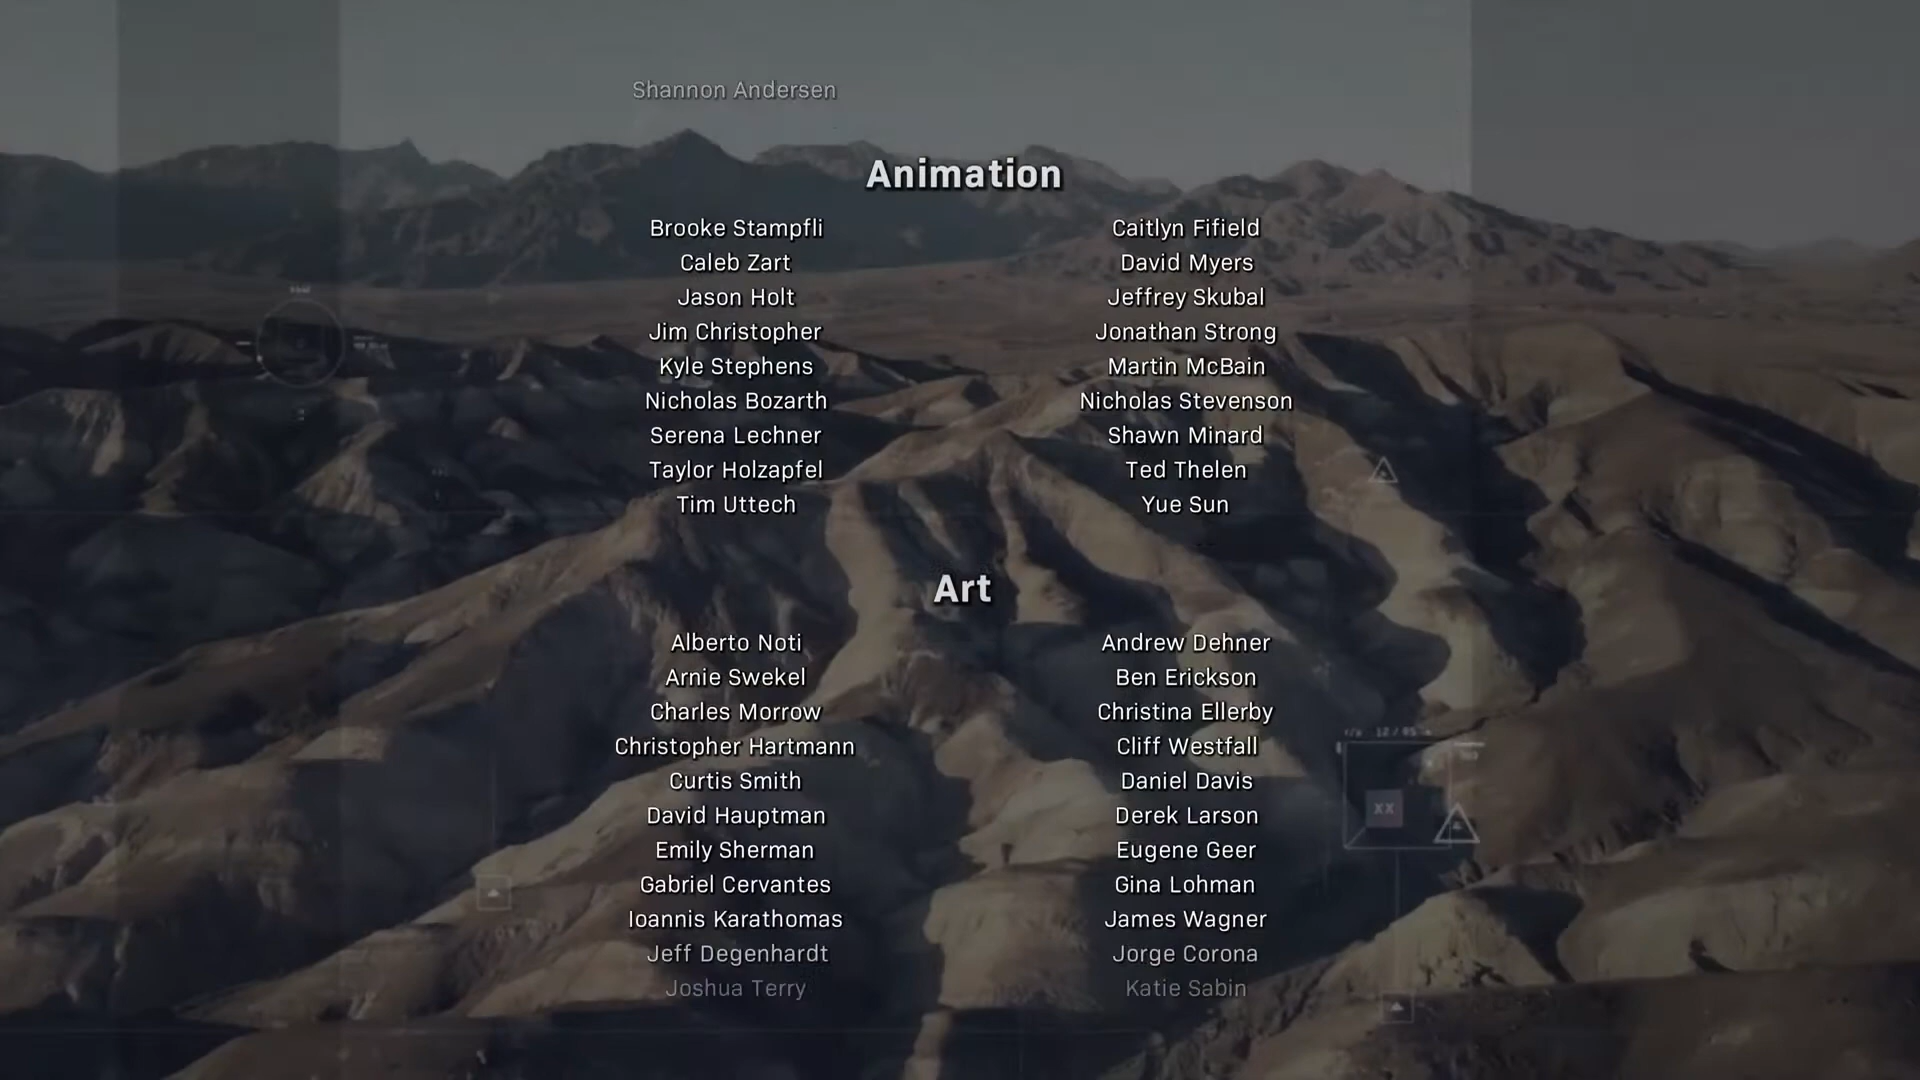 Shannon Andersen
Animation
Brooke Stampfli Caitlyn Fifield
Caleb Zart David Myers
Jason Holt Jeffrey Skubal
Jim Christopher Jonathan Strong
Kyle Stephens Martin McBain
Nicholas Bozarth Nicholas Stevenson
Serena Lechner Shawn Minard
Taylor Holzapfel Ted Thelen
Tim Uttech Yue Sun
Art
Alberto Noti Andrew Dehner
Arnie Swekel Ben Erickson
Charles Morrow Christina Ellerby
Christopher Hartmann Cliff Westfall
Curtis Smith Daniel Davis
David Hauptman Derek Larson
Emily Sherman Eugene Geer
Gabriel Cervantes Gina Lohman
Ioannis Karathomas James Wagner
Jeff Degenhardt Jorge Corona
Joshua Terry Katie Sabin
XX